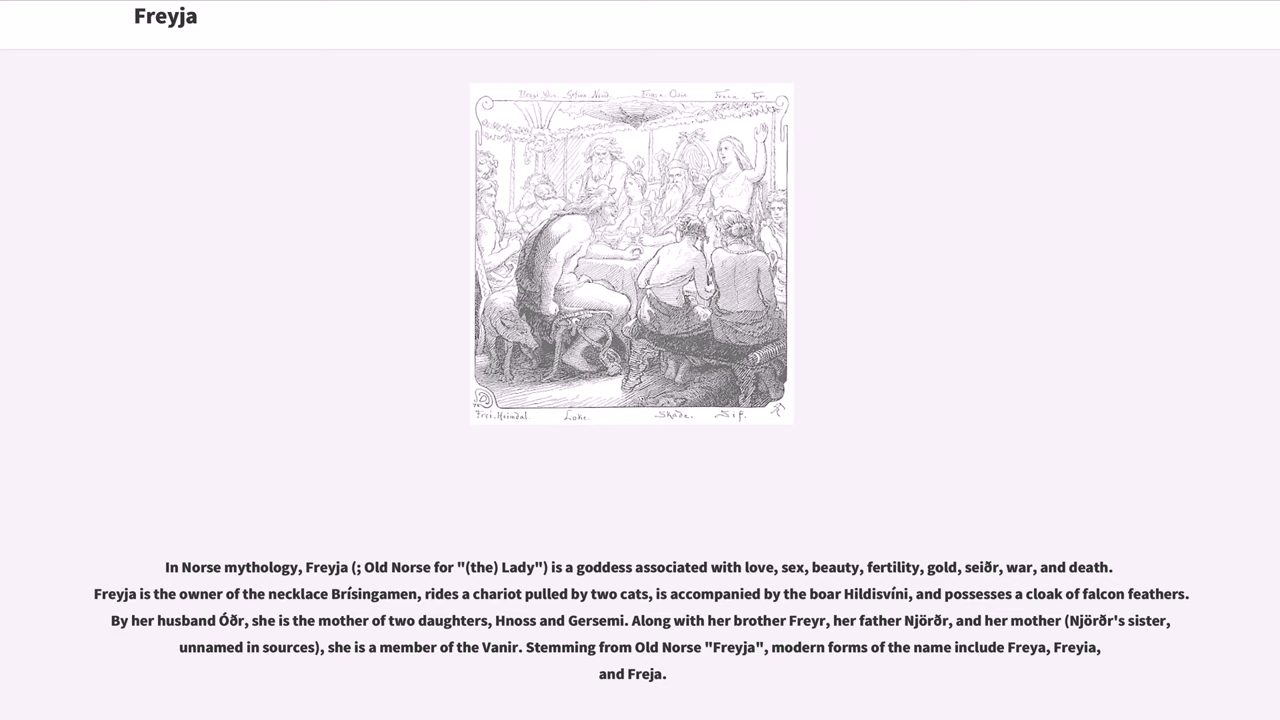 Freyja
Frei. Heimdal. Loke. Skade. Sif.
In Norse mythology, Freyja (; Old Norse for "(the) Lady") is a goddess associated with love, sex, beauty, fertility, gold, seiðr, war, and death.
Freyja is the owner of the necklace Brísingamen, rides a chariot pulled by two cats, is accompanied by the boar Hildisvíni, and possesses a cloak of falcon feathers.
By her husband Óðr, she is the mother of two daughters, Hnoss and Gersemi. Along with her brother Freyr, her father Njörðr, and her mother (Njörðr's sister,
unnamed in sources), she is a member of the Vanir. Stemming from Old Norse "Freyja", modern forms of the name include Freya, Freyia,
and Freja.